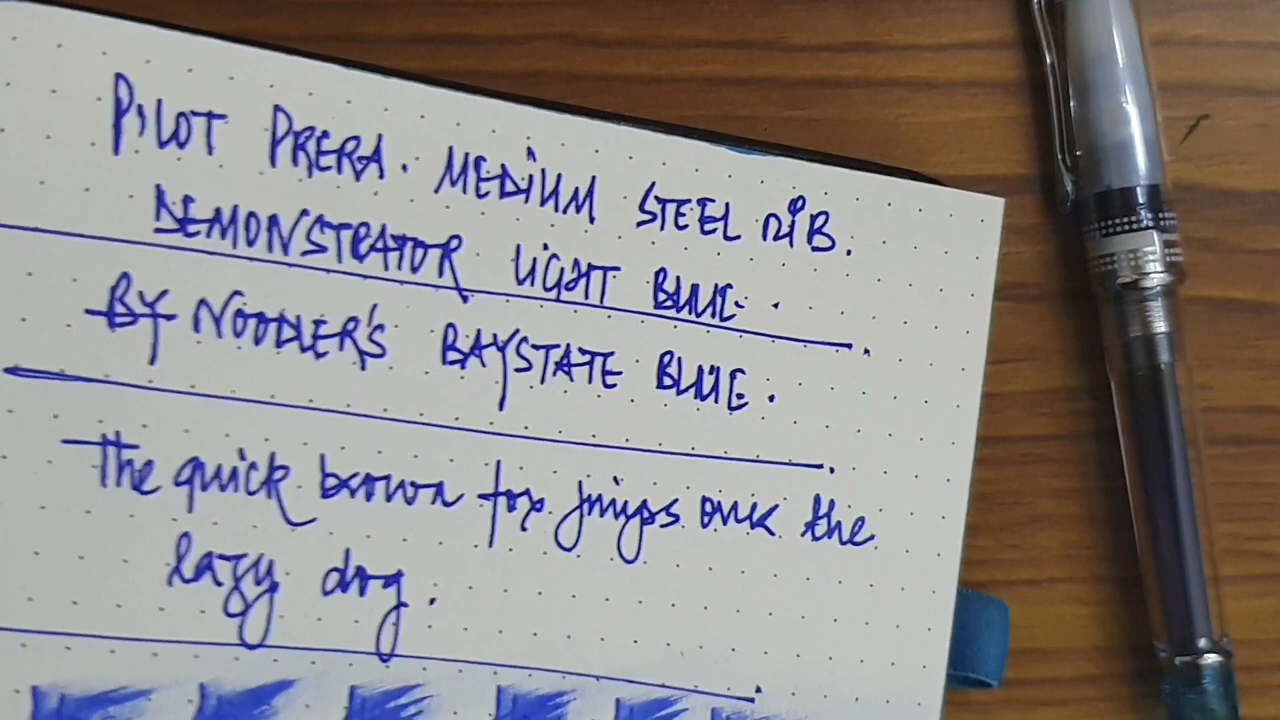 PILOT PRERA. MEDIUM STEEL NIB.
DEMONSTRATOR LIGHT BLUE.
BY NOODLER'S BAYSTATE BLUE.
The quick brown fox jumps over the
lazy dog.